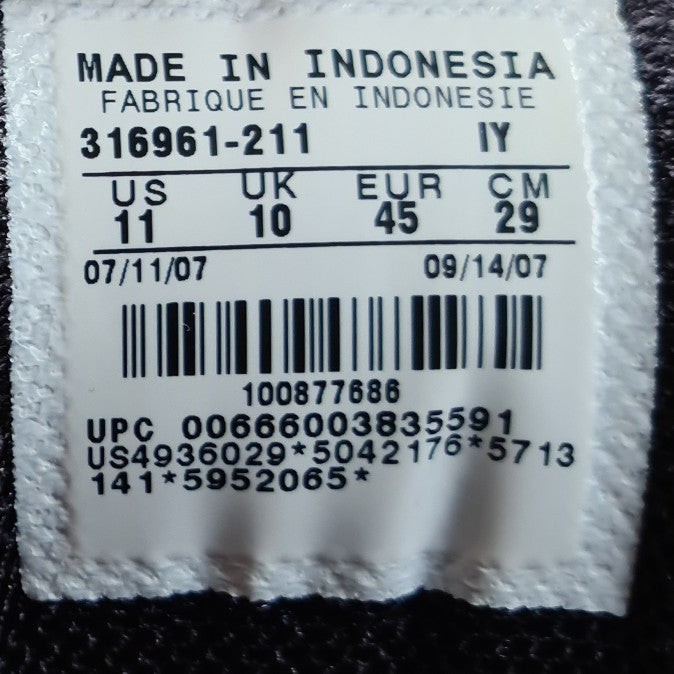 MADE IN INDONESIA
FABRIQUE EN INDONESIE
316961-211 IY
US UK EUR CM
11 10 45 29
07/11/07 09/14/07
100877686
UPC 00666003835591
US4936029*5042176*5713
141*5952065*